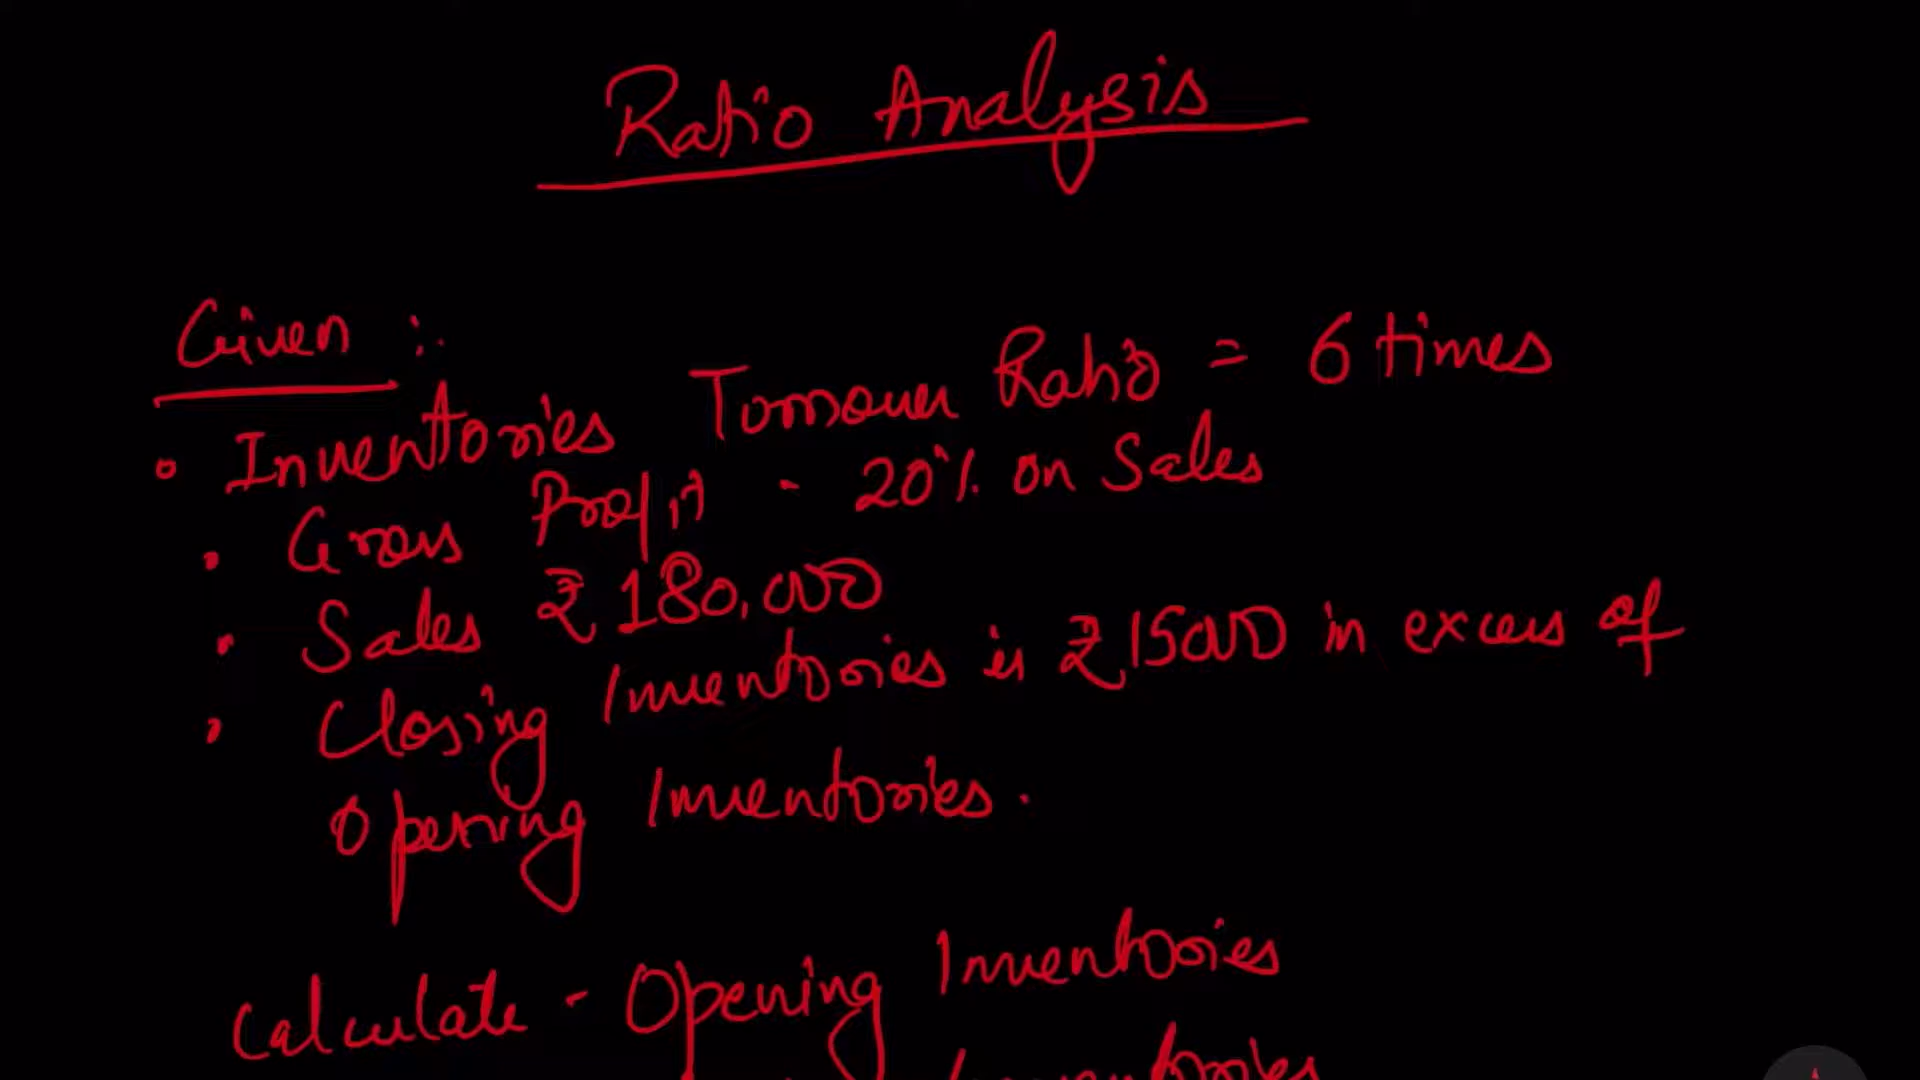 Ratio Analysis
Given :-
• Inventories Turnover Ratio = 6 times
• Gross Profit - 20% on Sales
• Sales ₹180,000
• Closing Inventories is ₹15000 in excess of
Opening Inventories.
Calculate - Opening Inventories
Inventories